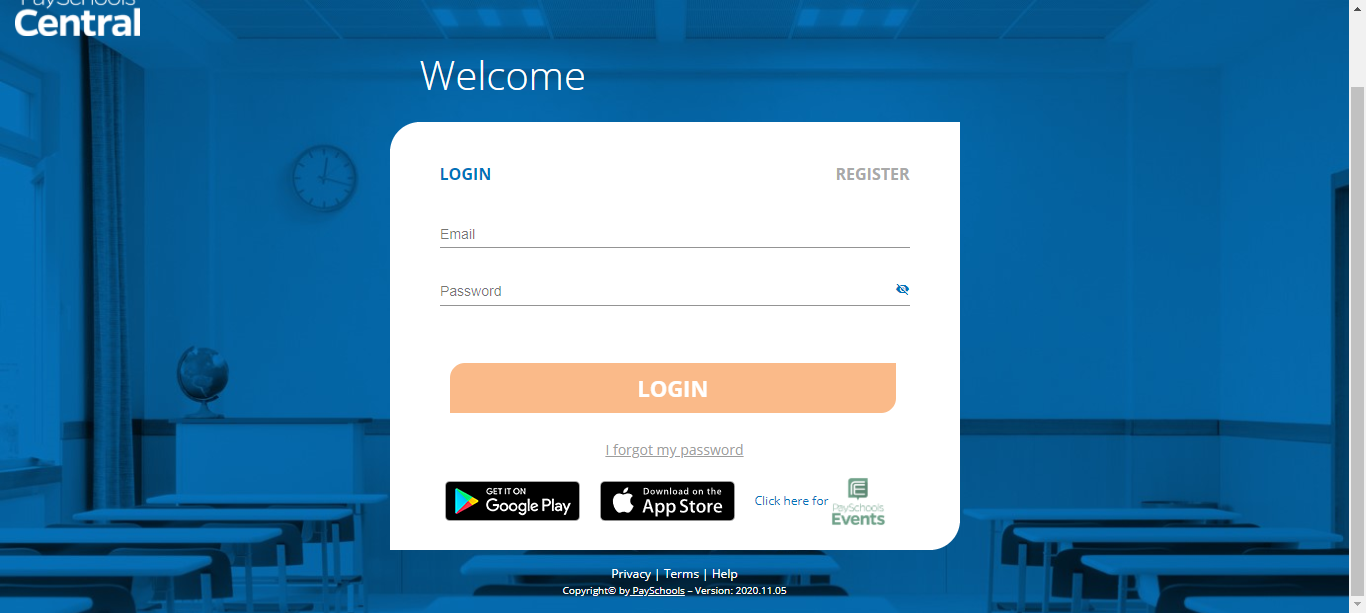 PaySchools
Central
Welcome
LOGIN
REGISTER
Email
Password
LOGIN
I forgot my password
GET IT ON
Google Play
Download on the
App Store
Click here for
PaySchools
Events
Privacy | Terms | Help
Copyright© by PaySchools – Version: 2020.11.05